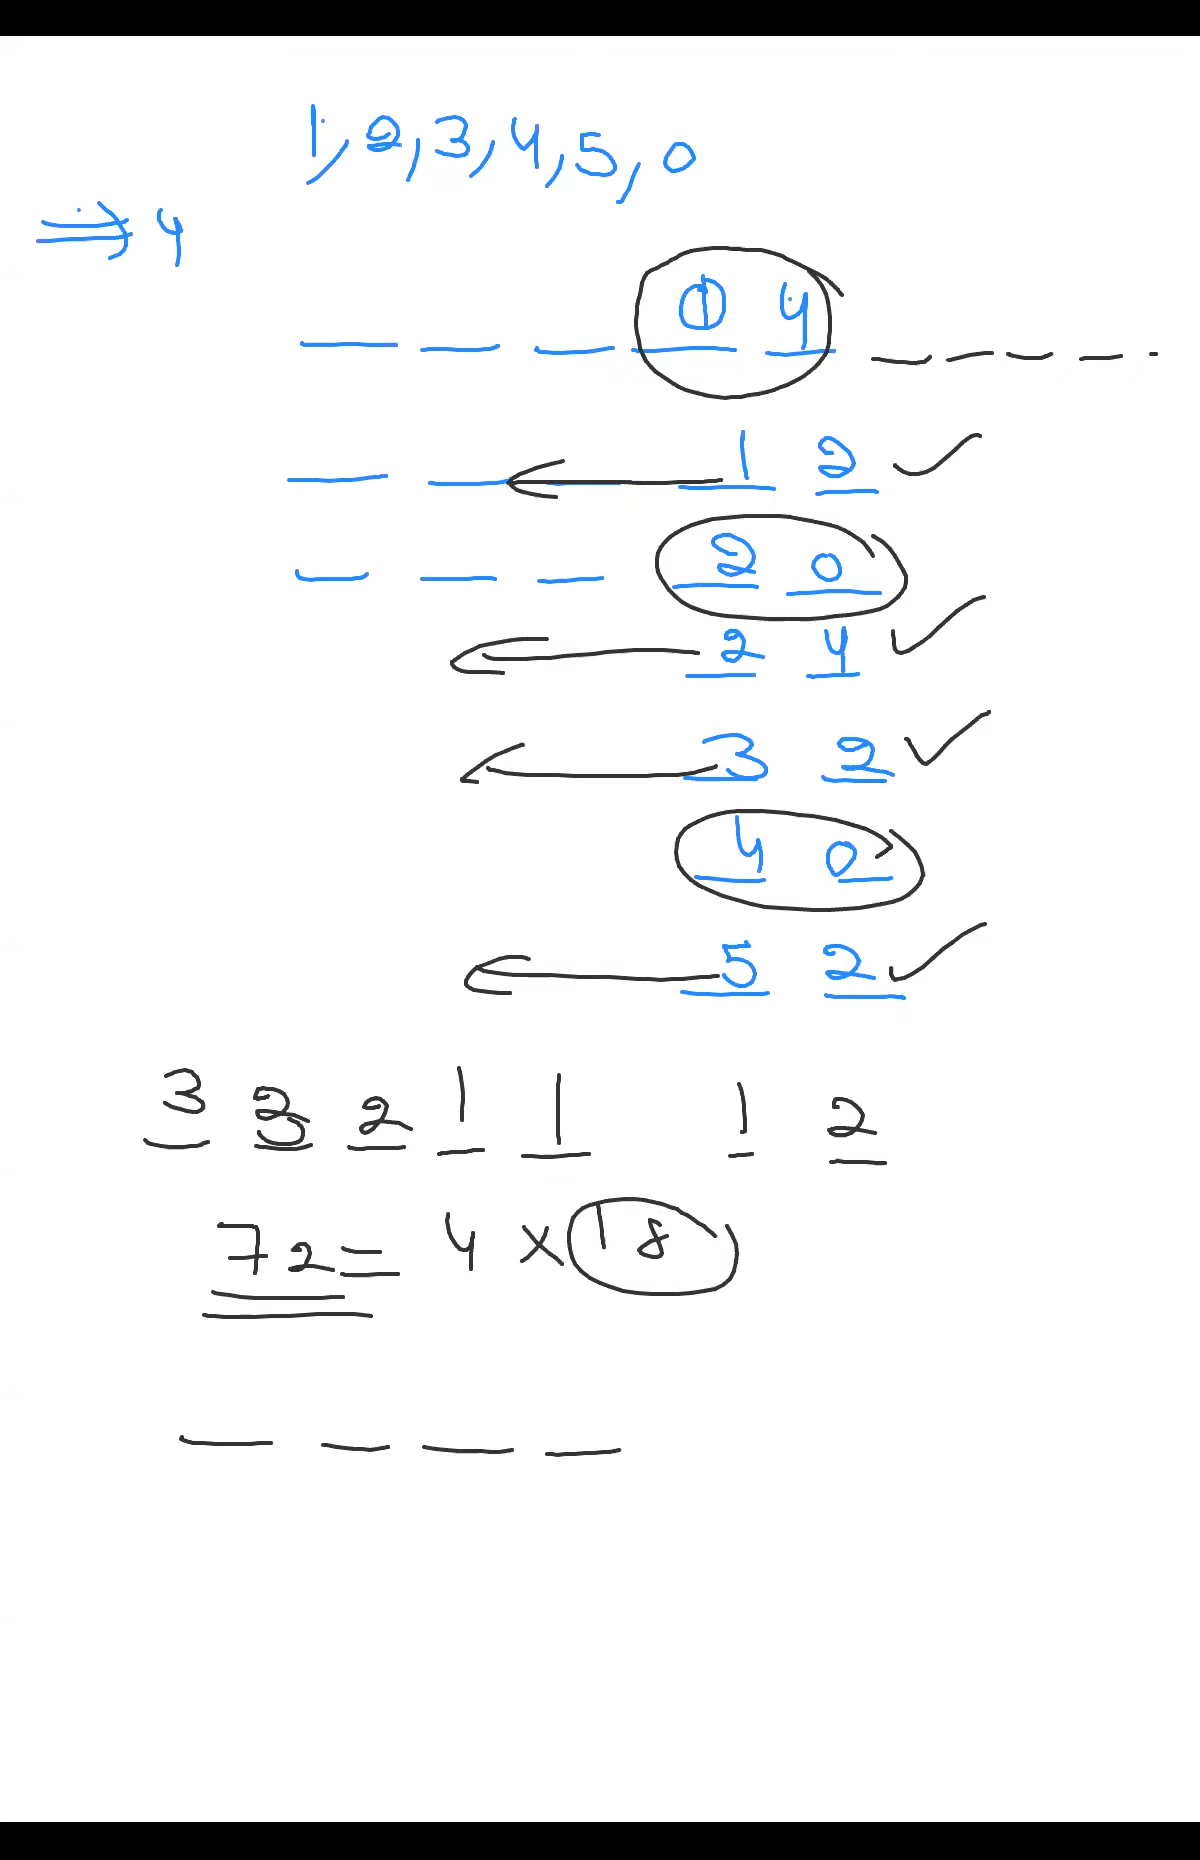 1, 2, 3, 4, 5, 0
⇒ 4
0 4
1 2 ✓
2 0
2 4 ✓
3 2 ✓
4 0
5 2 ✓
3 3 2 1 1 1 2
72 = 4 × 18